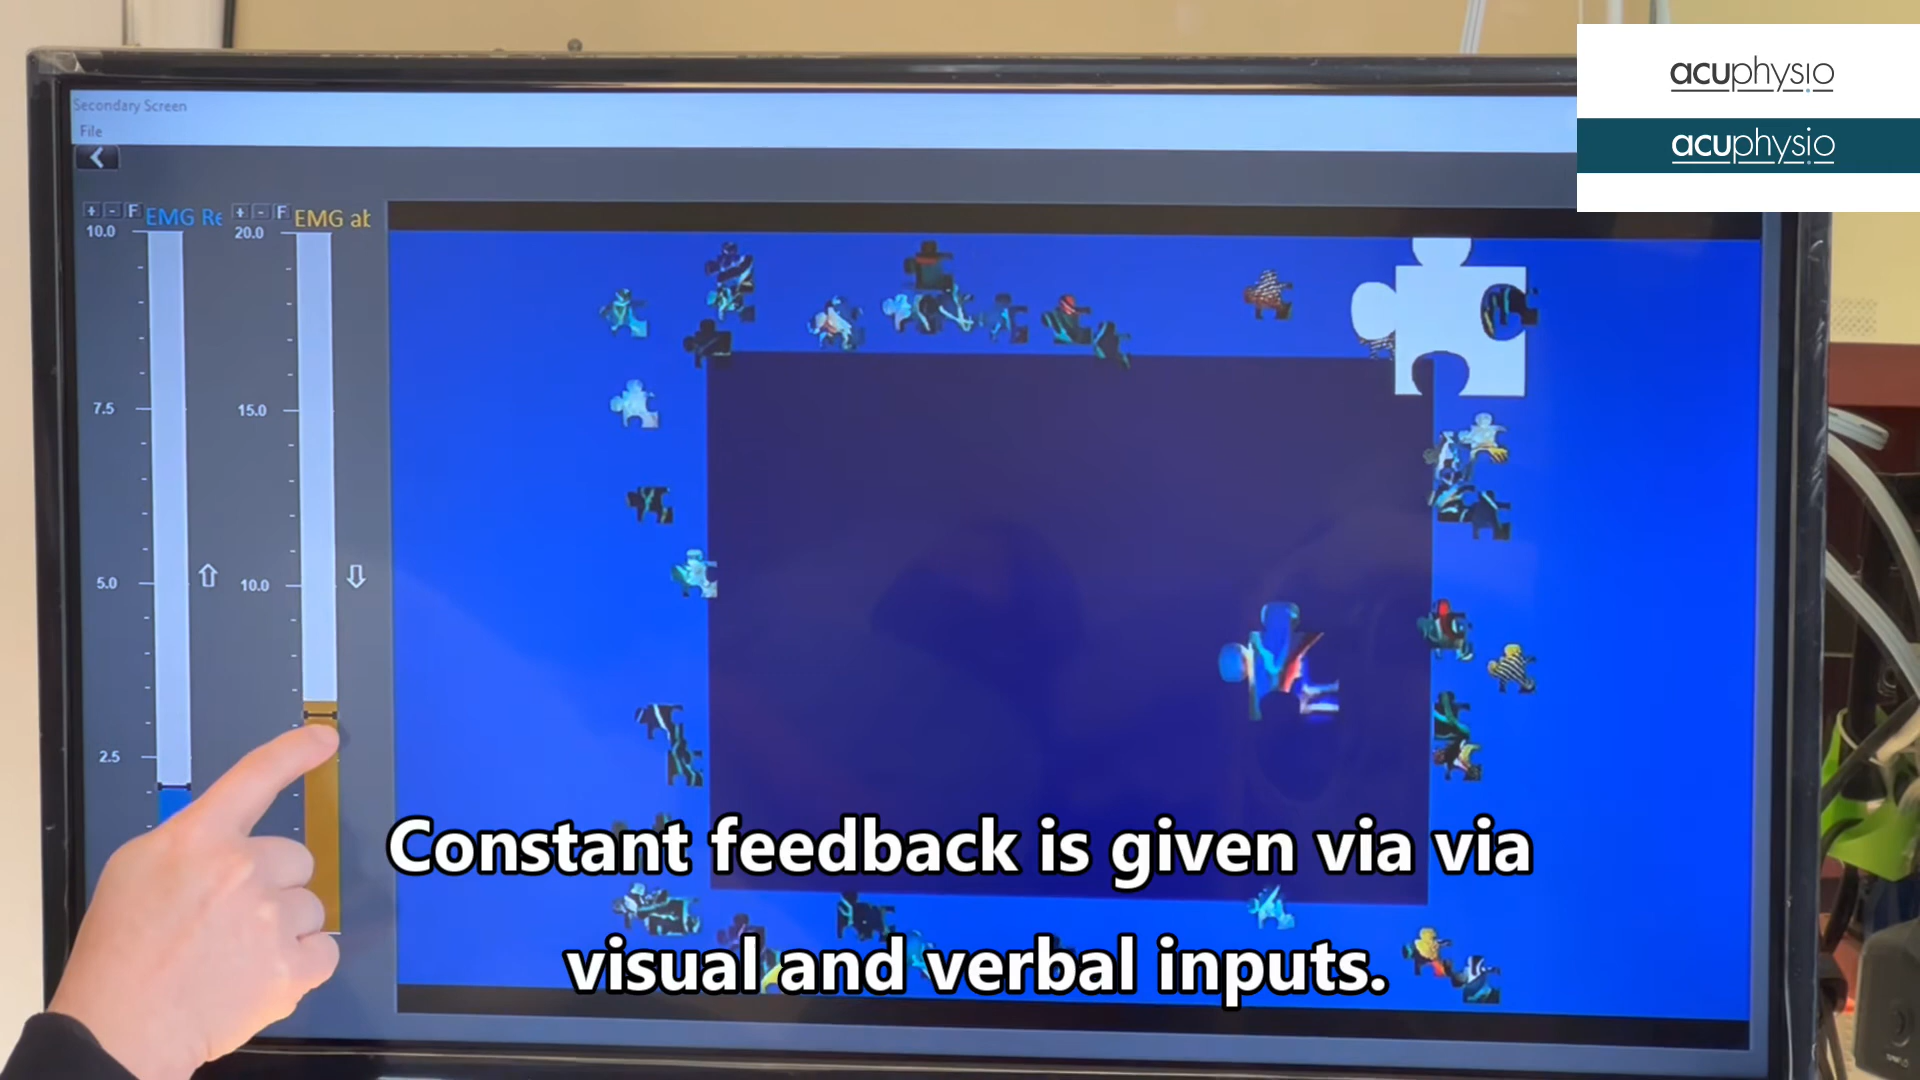 acuphysio
acuphysio
Secondary Screen
File
+ - F EMG Re + - F EMG ab
10.0 20.0
7.5 15.0
5.0 10.0
2.5
Constant feedback is given via via
visual and verbal inputs.